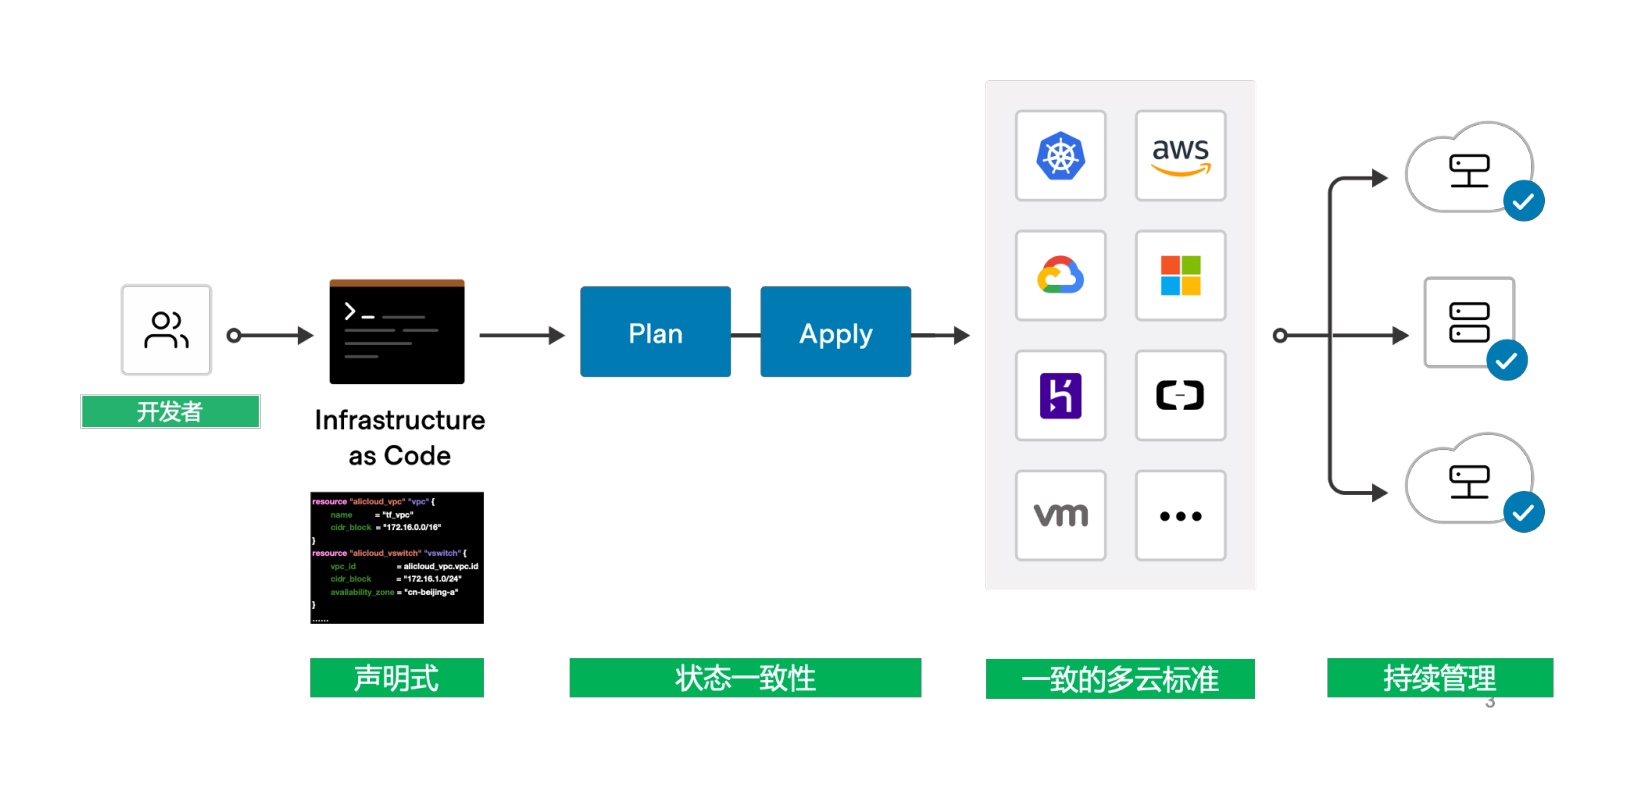 开发者
Infrastructure
as Code
resource "alicloud_vpc" "vpc" {
name = "tf_vpc"
cidr_block = "172.16.0.0/16"
}
resource "alicloud_vswitch" "vswitch" {
vpc_id = alicloud_vpc.vpc.id
cidr_block = "172.16.1.0/24"
availability_zone = "cn-beijing-a"
}
......
声明式
Plan
Apply
状态一致性
aws
vm
一致的多云标准
持续管理
3